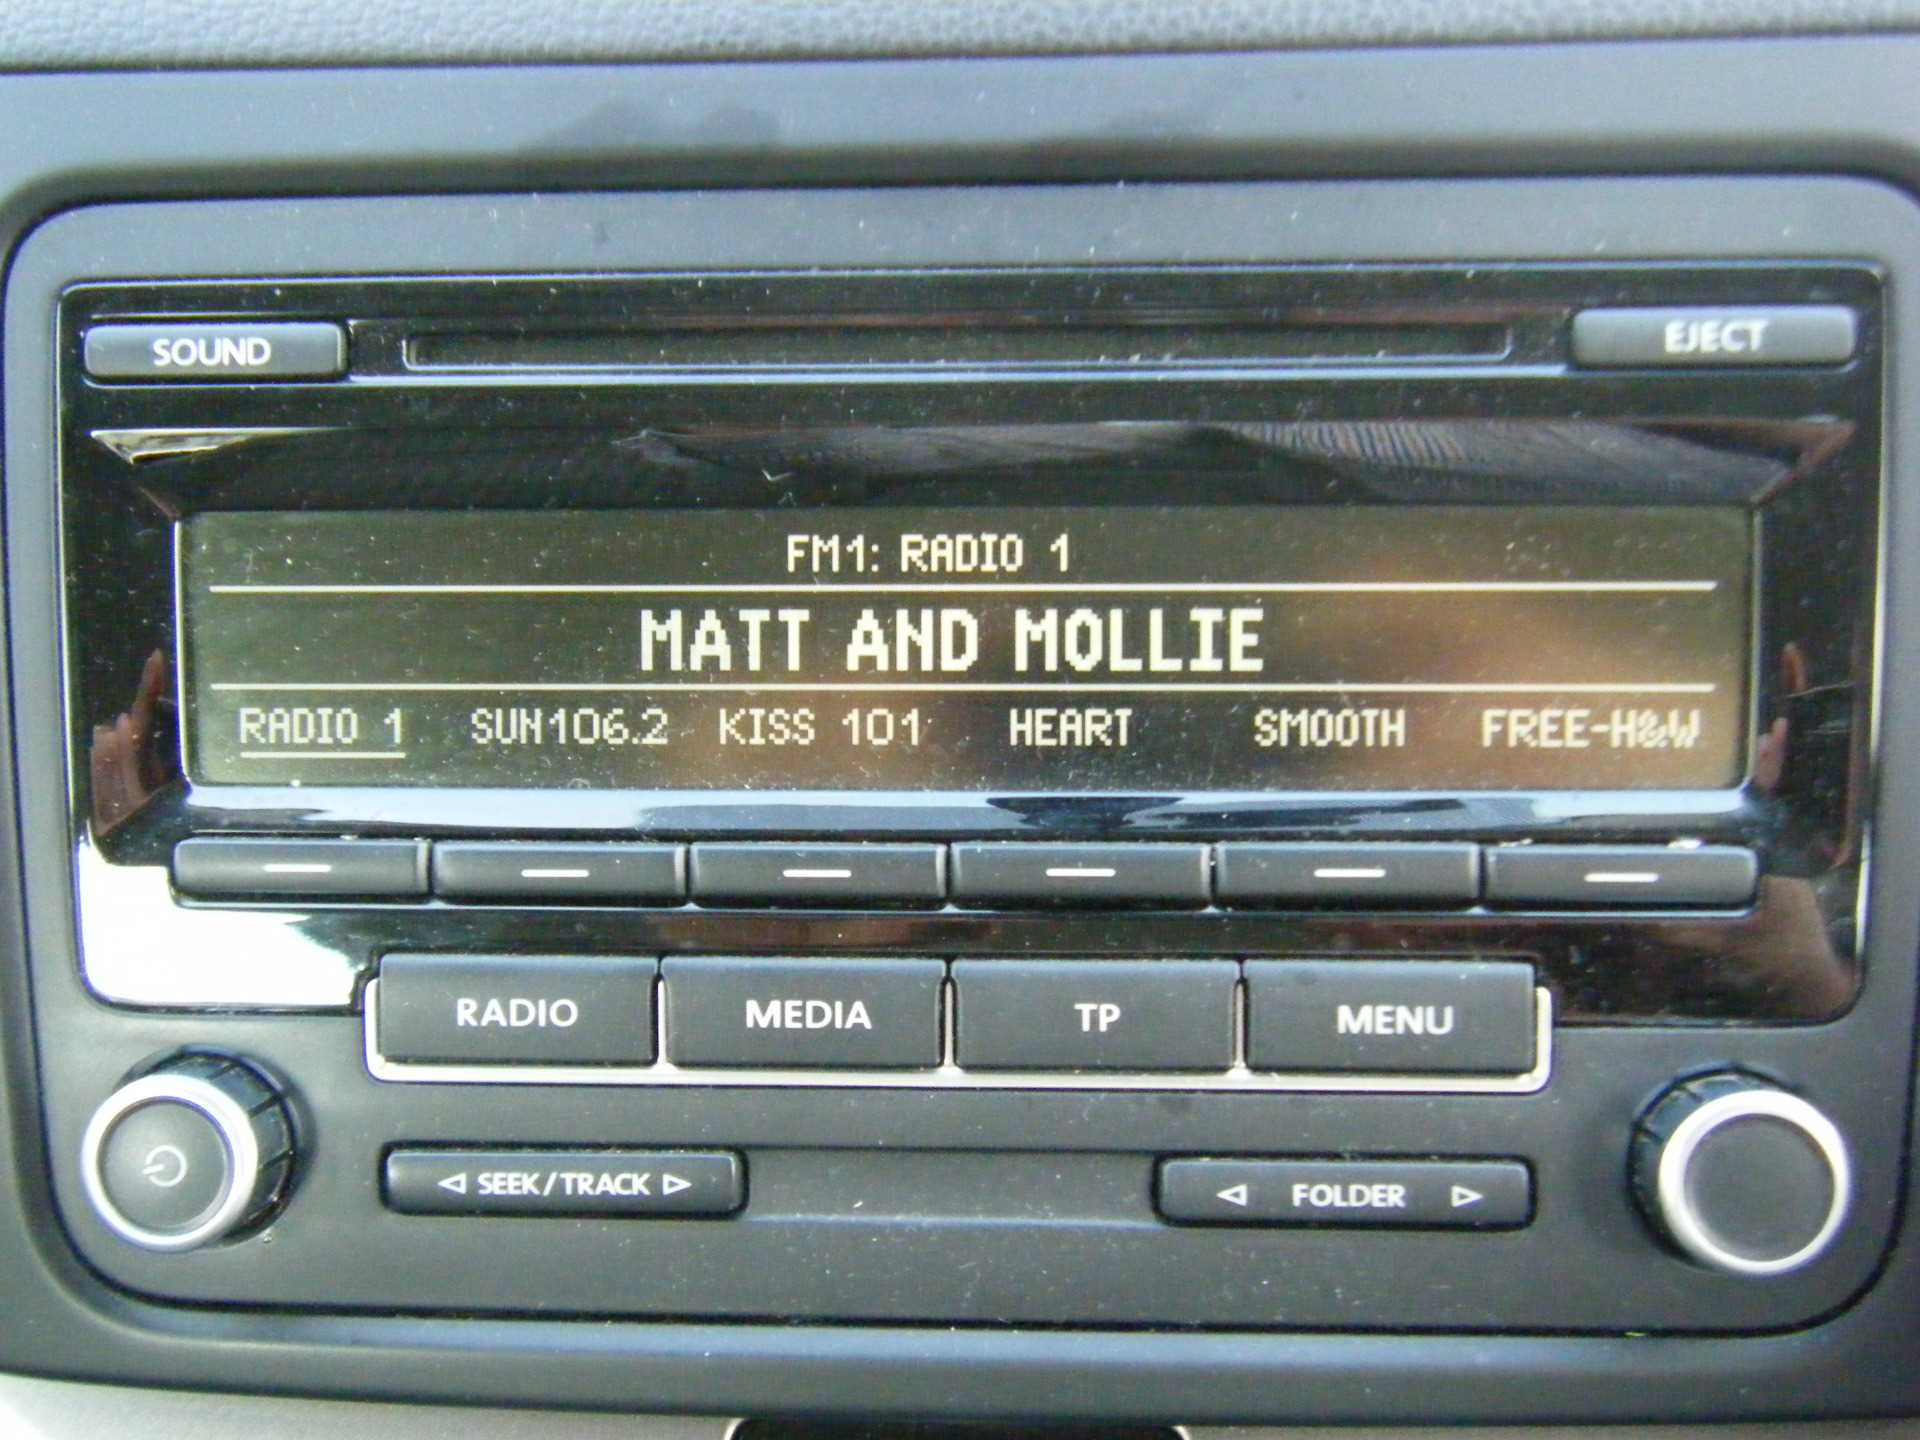 SOUND EJECT
FM1: RADIO 1
MATT AND MOLLIE
RADIO 1 SUN106.2 KISS 101 HEART SMOOTH FREE-H&W
RADIO MEDIA TP MENU
SEEK/TRACK FOLDER